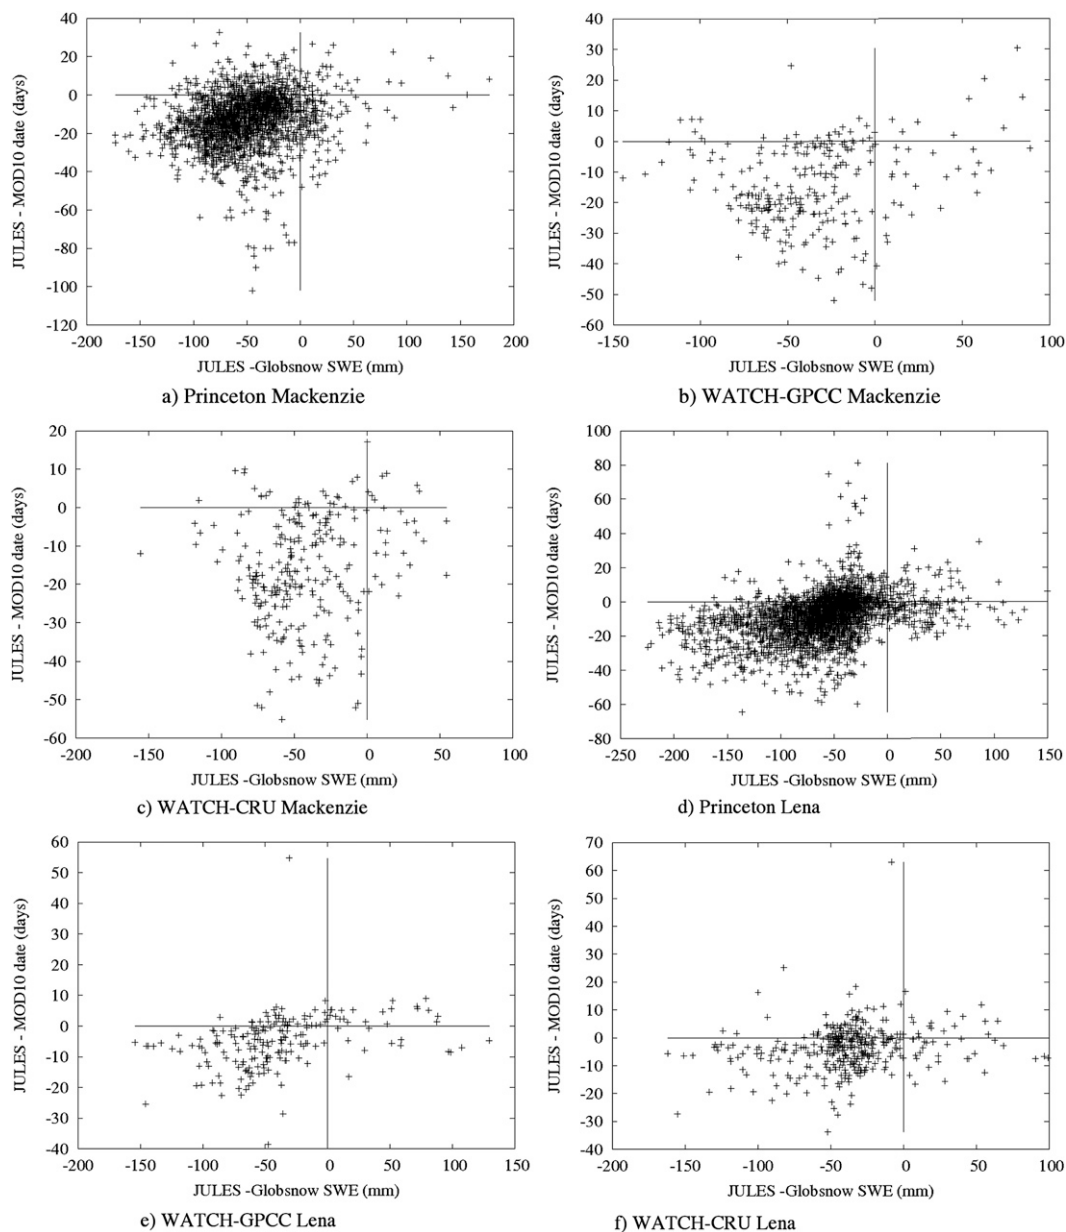 40
20
0
-20
-40
-60
-80
-100
-120
-200 -150 -100 -50 0 50 100 150 200
JULES - MOD10 date (days)
JULES -Globsnow SWE (mm)
a) Princeton Mackenzie
40
30
20
10
0
-10
-20
-30
-40
-50
-60
-150 -100 -50 0 50 100
JULES - MOD10 date (days)
JULES -Globsnow SWE (mm)
b) WATCH-GPCC Mackenzie
20
10
0
-10
-20
-30
-40
-50
-60
-200 -150 -100 -50 0 50 100
JULES - MOD10 date (days)
JULES -Globsnow SWE (mm)
c) WATCH-CRU Mackenzie
100
80
60
40
20
0
-20
-40
-60
-80
-250 -200 -150 -100 -50 0 50 100 150
JULES - MOD10 date (days)
JULES -Globsnow SWE (mm)
d) Princeton Lena
60
50
40
30
20
10
0
-10
-20
-30
-40
-200 -150 -100 -50 0 50 100 150
JULES - MOD10 date (days)
JULES -Globsnow SWE (mm)
e) WATCH-GPCC Lena
70
60
50
40
30
20
10
0
-10
-20
-30
-40
-200 -150 -100 -50 0 50 100
JULES - MOD10 date (days)
JULES -Globsnow SWE (mm)
f) WATCH-CRU Lena